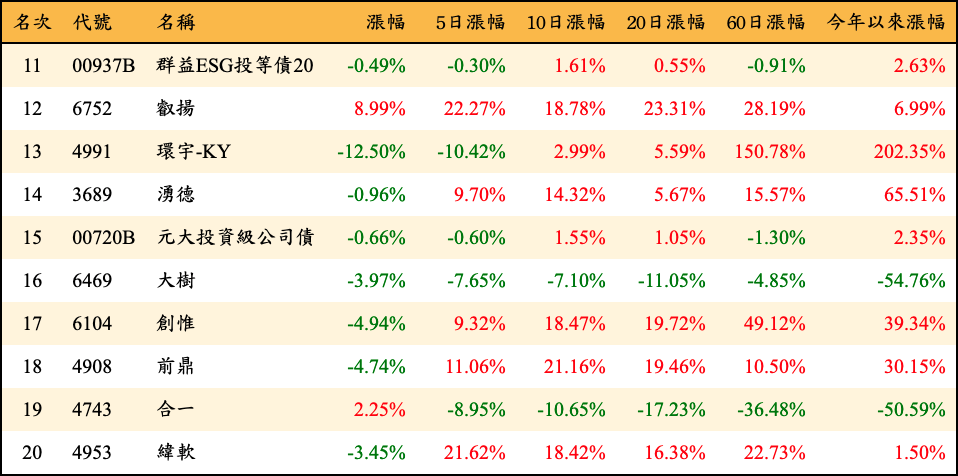 名次 代號 名稱 漲幅 5日漲幅 10日漲幅 20日漲幅 60日漲幅 今年以來漲幅
11 00937B 群益ESG投等債20 -0.49% -0.30% 1.61% 0.55% -0.91% 2.63%
12 6752 叡揚 8.99% 22.27% 18.78% 23.31% 28.19% 6.99%
13 4991 環宇-KY -12.50% -10.42% 2.99% 5.59% 150.78% 202.35%
14 3689 湧德 -0.96% 9.70% 14.32% 5.67% 15.57% 65.51%
15 00720B 元大投資級公司債 -0.66% -0.60% 1.55% 1.05% -1.30% 2.35%
16 6469 大樹 -3.97% -7.65% -7.10% -11.05% -4.85% -54.76%
17 6104 創惟 -4.94% 9.32% 18.47% 19.72% 49.12% 39.34%
18 4908 前鼎 -4.74% 11.06% 21.16% 19.46% 10.50% 30.15%
19 4743 合一 2.25% -8.95% -10.65% -17.23% -36.48% -50.59%
20 4953 緯軟 -3.45% 21.62% 18.42% 16.38% 22.73% 1.50%